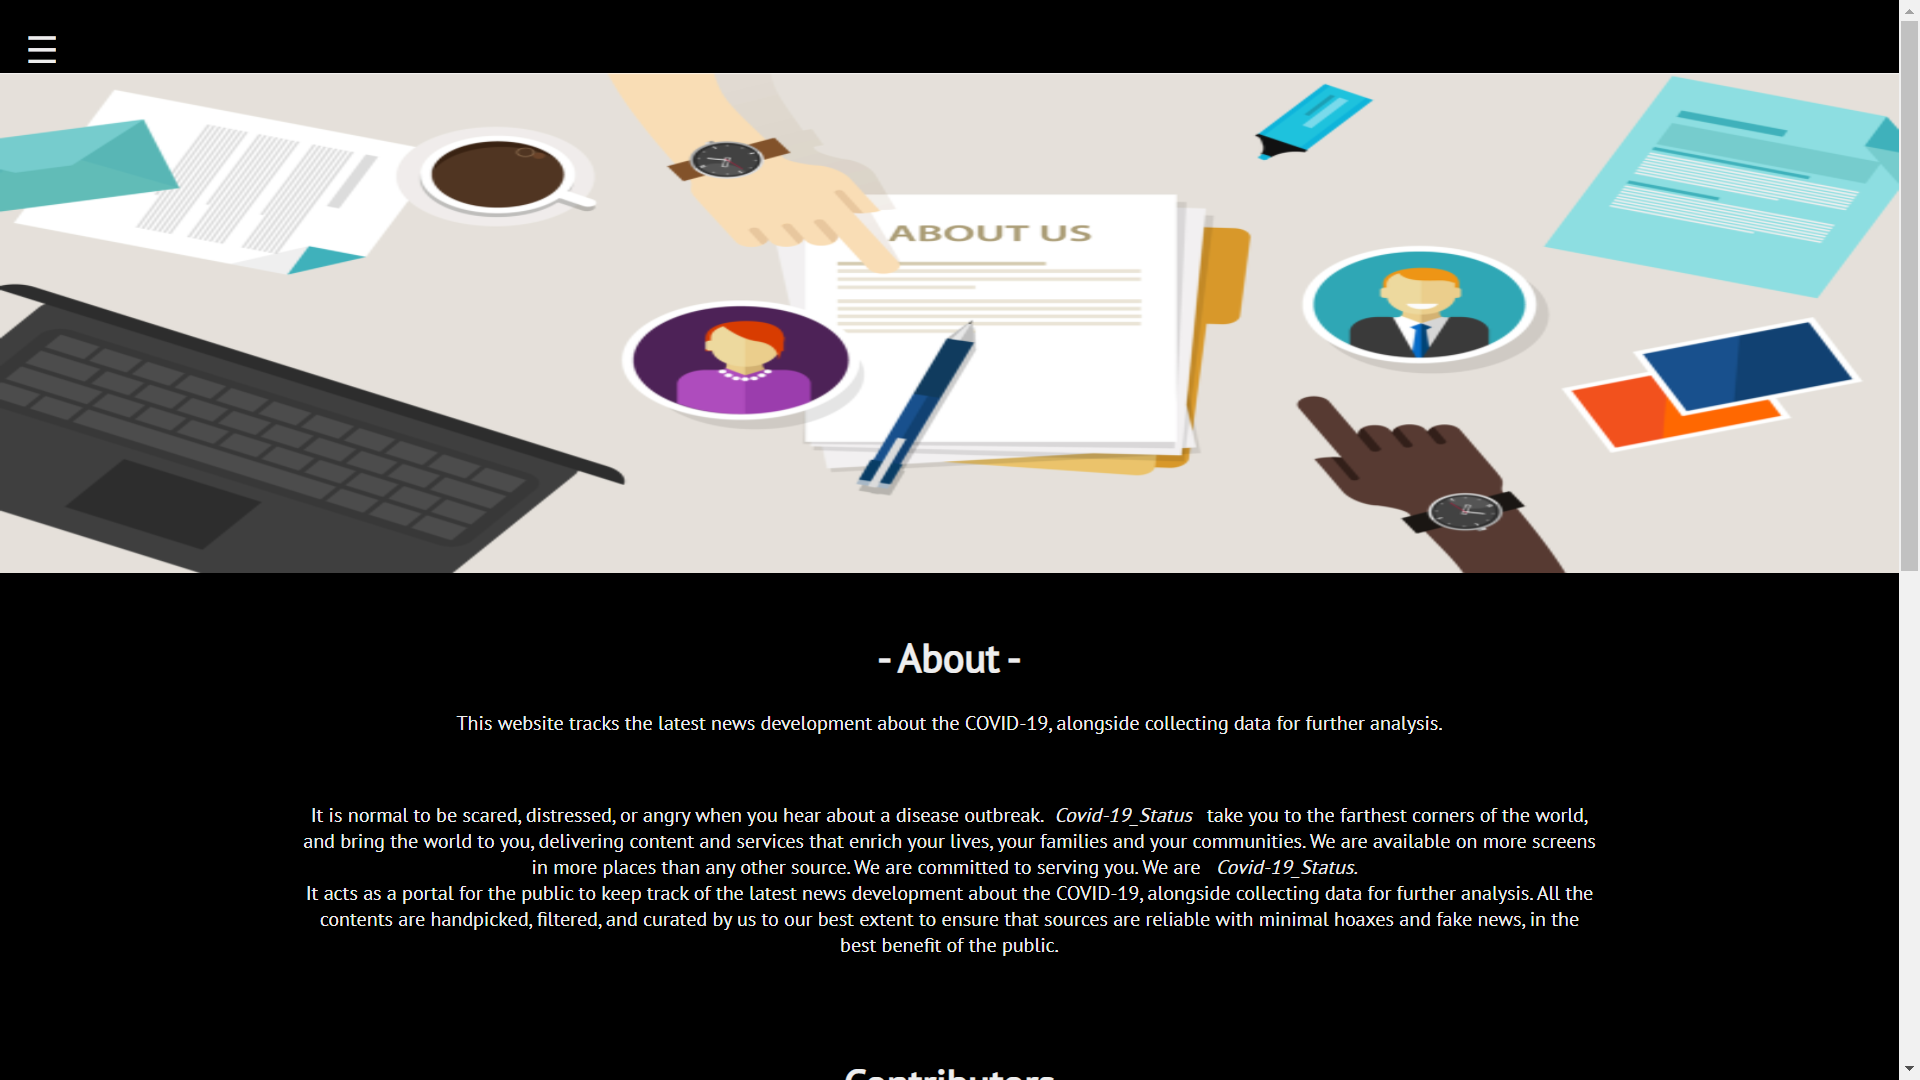 ☰
ABOUT US
- About -
This website tracks the latest news development about the COVID-19, alongside collecting data for further analysis.
It is normal to be scared, distressed, or angry when you hear about a disease outbreak. Covid-19_Status take you to the farthest corners of the world,
and bring the world to you, delivering content and services that enrich your lives, your families and your communities. We are available on more screens
in more places than any other source. We are committed to serving you. We are Covid-19_Status.
It acts as a portal for the public to keep track of the latest news development about the COVID-19, alongside collecting data for further analysis. All the
contents are handpicked, filtered, and curated by us to our best extent to ensure that sources are reliable with minimal hoaxes and fake news, in the
best benefit of the public.
Contributors